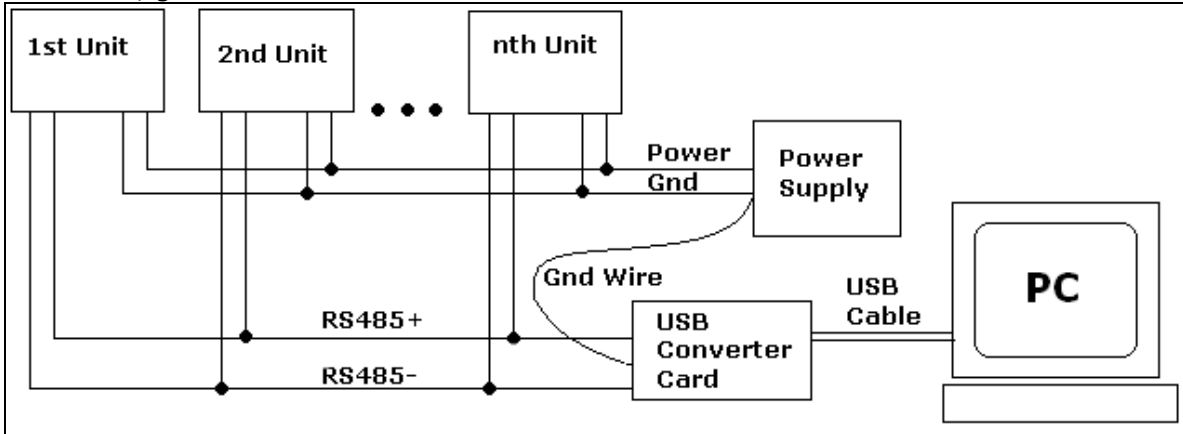 1st Unit
2nd Unit
nth Unit
Power
Gnd
Power
Supply
Gnd Wire
USB
Cable
PC
RS485+
RS485-
USB
Converter
Card